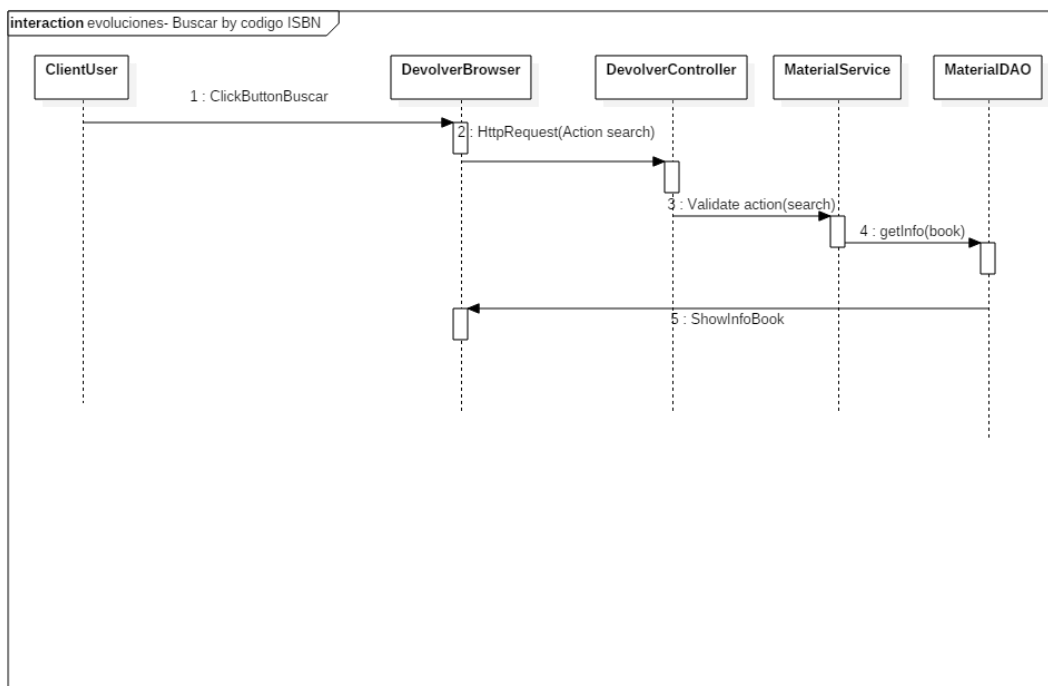 interaction evoluciones- Buscar by codigo ISBN
ClientUser
DevolverBrowser
DevolverController
MaterialService
MaterialDAO
1 : ClickButtonBuscar
2 : HttpRequest(Action search)
3 : Validate action(search)
4 : getInfo(book)
5 : ShowInfoBook